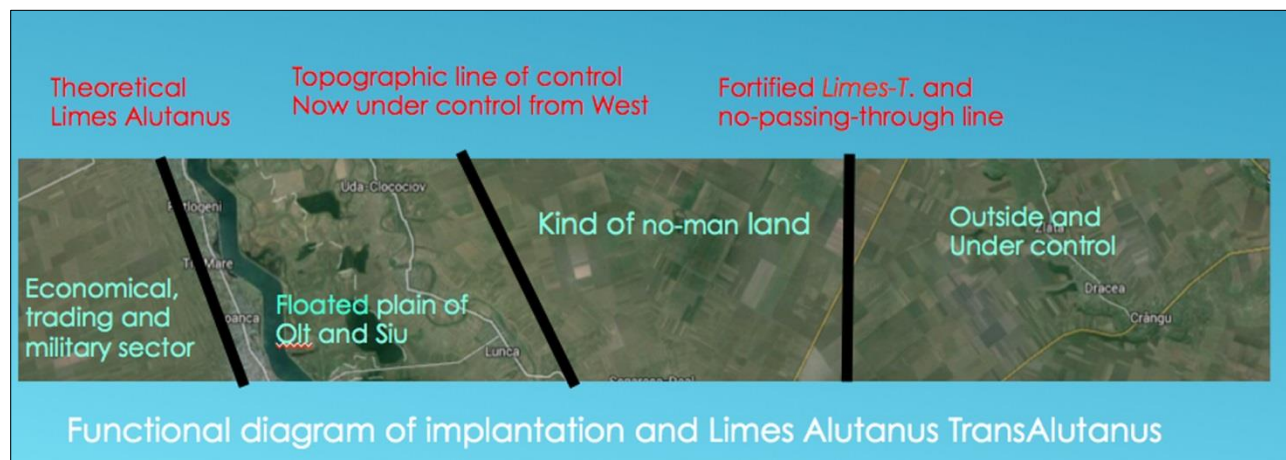 Theoretical
Limes Alutanus
Topographic line of control
Now under control from West
Fortified Limes-T. and
no-passing-through line
Uda-Clocociov
Kind of no-man land
Outside and
Under control
Zlata
Economical,
trading and
military sector
Floated plain of
Olt and Siu
Lunca
Dracea
Crângu
Functional diagram of implantation and Limes Alutanus TransAlutanus